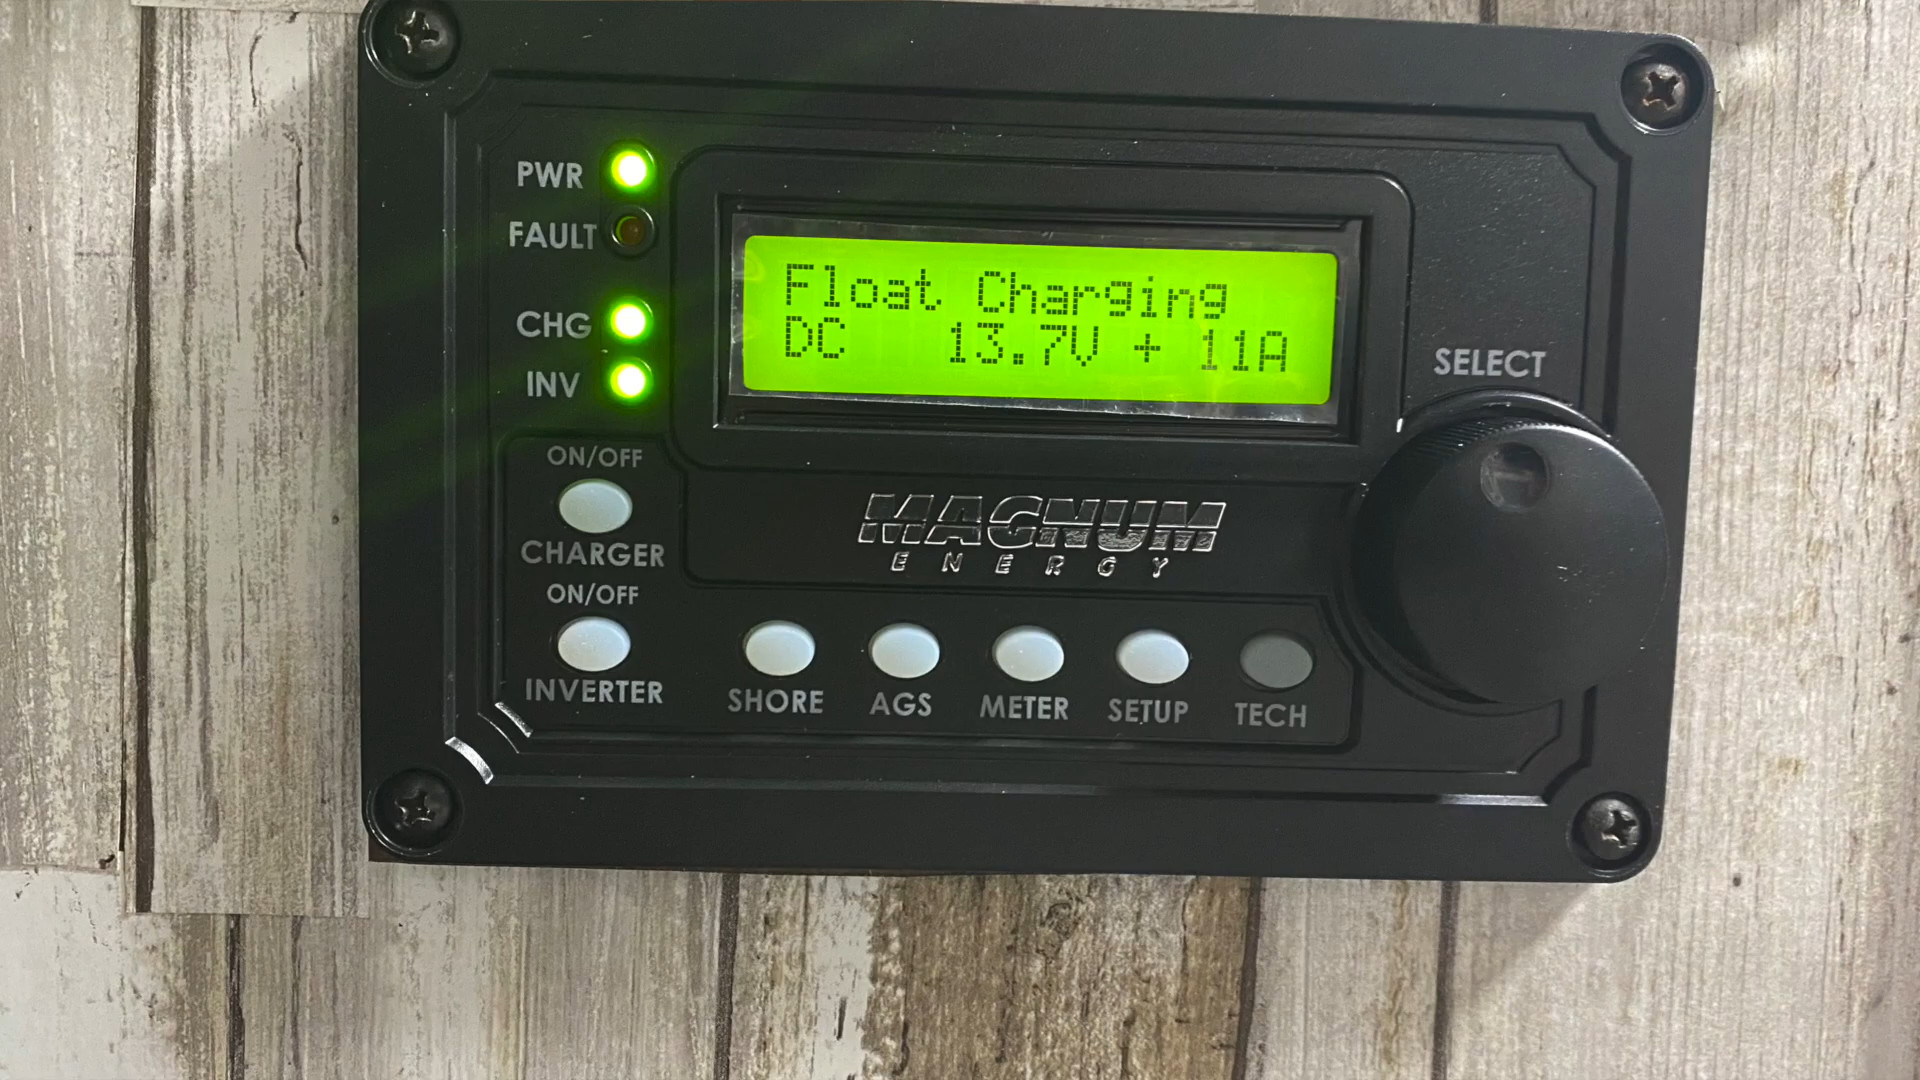 PWR
FAULT
CHG
INV
Float Charging
DC 13.7V + 11A
SELECT
ON/OFF
CHARGER
ON/OFF
INVERTER
MAGNUM
ENERGY
SHORE
AGS
METER
SETUP
TECH